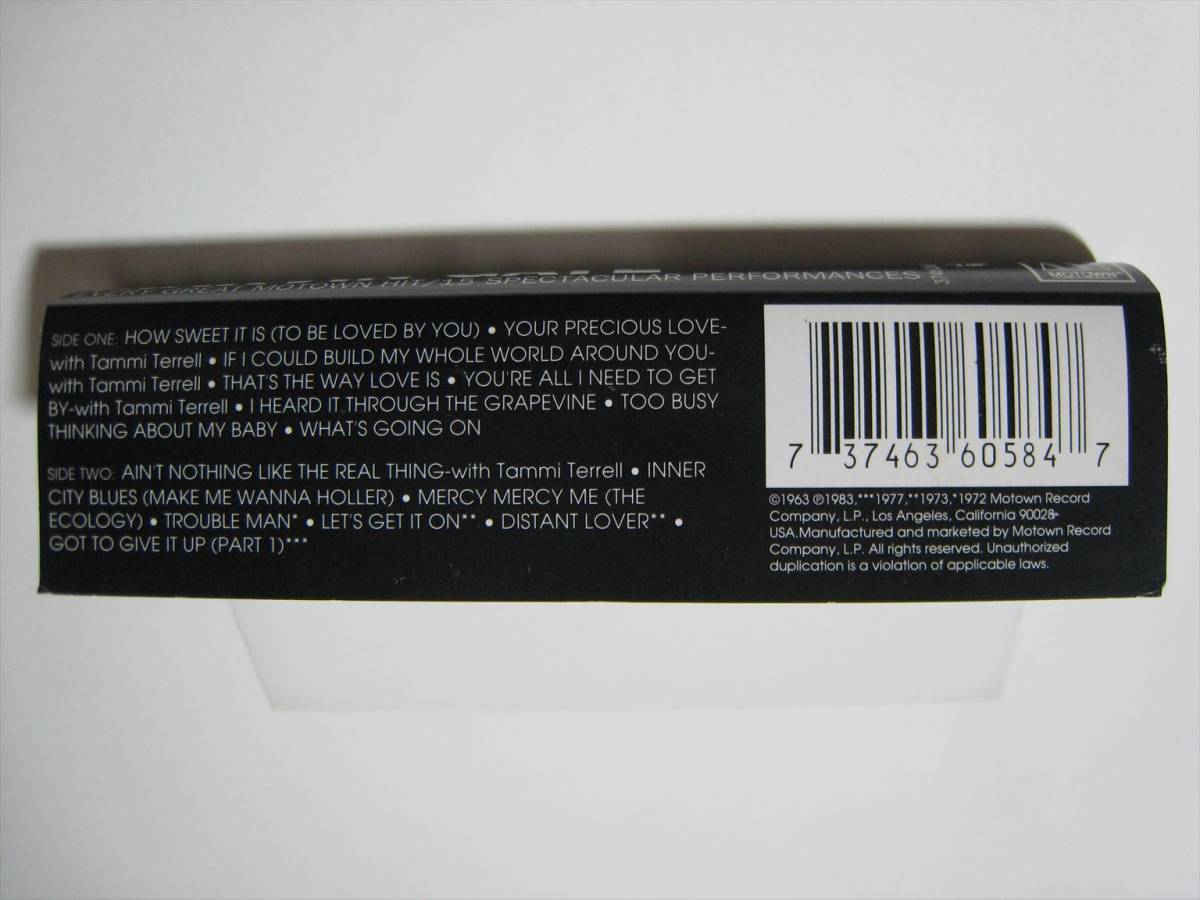 EVERY GREAT MOTOWN HIT/15 SPECTACULAR PERFORMANCES
MOTOWN®
SIDE ONE: HOW SWEET IT IS (TO BE LOVED BY YOU) • YOUR PRECIOUS LOVE-
with Tammi Terrell • IF I COULD BUILD MY WHOLE WORLD AROUND YOU-
with Tammi Terrell • THAT'S THE WAY LOVE IS • YOU'RE ALL I NEED TO GET
BY-with Tammi Terrell • I HEARD IT THROUGH THE GRAPEVINE • TOO BUSY
THINKING ABOUT MY BABY • WHAT'S GOING ON
SIDE TWO: AIN'T NOTHING LIKE THE REAL THING-with Tammi Terrell • INNER
CITY BLUES (MAKE ME WANNA HOLLER) • MERCY MERCY ME (THE
ECOLOGY) • TROUBLE MAN* • LET'S GET IT ON** • DISTANT LOVER** •
GOT TO GIVE IT UP (PART 1)***
7 37463 60584 7
©1963 ℗1983,***1977,**1973,*1972 Motown Record
Company, L.P., Los Angeles, California 90028-
USA.Manufactured and marketed by Motown Record
Company, L.P. All rights reserved. Unauthorized
duplication is a violation of applicable laws.